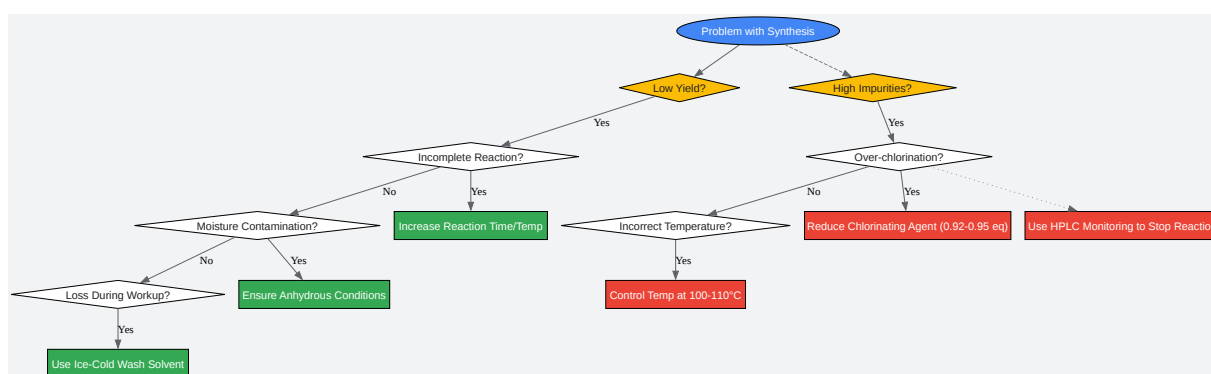 Problem with Synthesis
Low Yield?
High Impurities?
Yes
Yes
Incomplete Reaction?
Over-chlorination?
No
Yes
No
Yes
Moisture Contamination?
Increase Reaction Time/Temp
Incorrect Temperature?
Reduce Chlorinating Agent (0.92-0.95 eq)
Use HPLC Monitoring to Stop Reactio
No
Yes
Yes
Loss During Workup?
Ensure Anhydrous Conditions
Control Temp at 100-110°C
Yes
Use Ice-Cold Wash Solvent